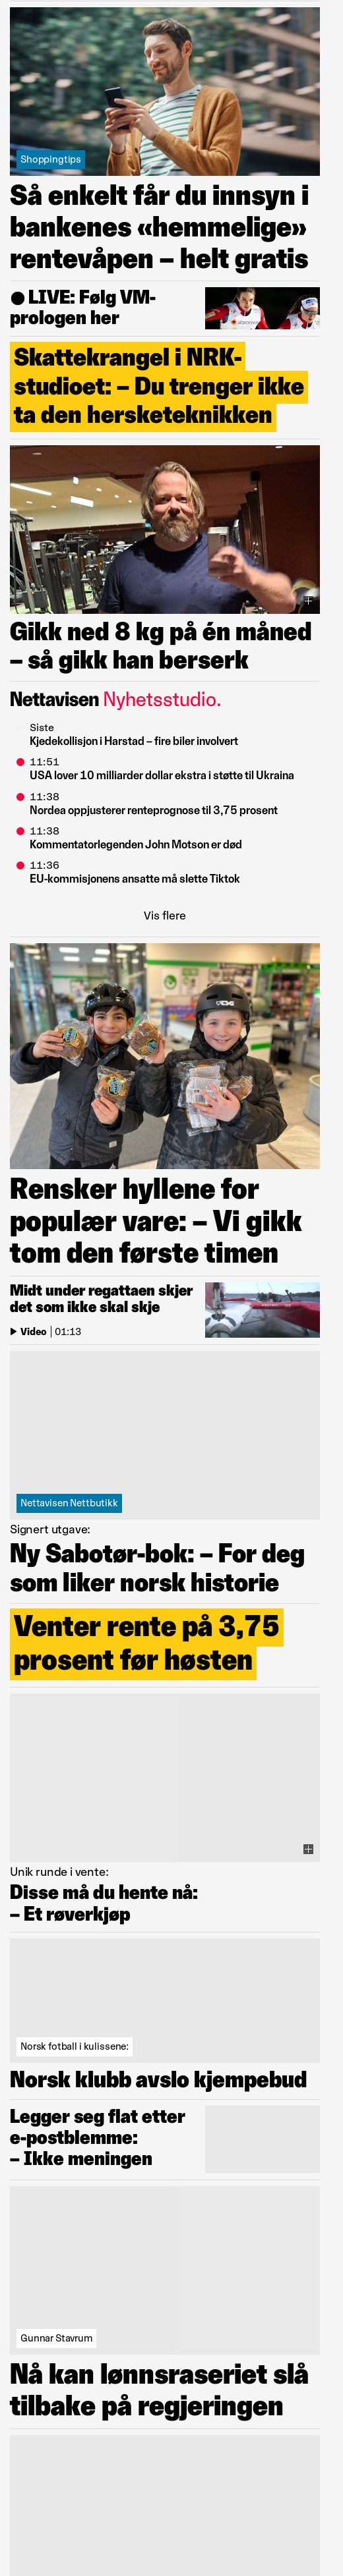 Shoppingtips
Så enkelt får du innsyn i
bankenes «hemmelige»
rentevåpen – helt gratis
LIVE: Følg VM-
prologen her
Skattekrangel i NRK-
studioet: – Du trenger ikke
ta den hersketeknikken
Gikk ned 8 kg på én måned
– så gikk han berserk
Nettavisen Nyhetsstudio.
Siste
Kjedekollisjon i Harstad – fire biler involvert
11:51
USA lover 10 milliarder dollar ekstra i støtte til Ukraina
11:38
Nordea oppjusterer renteprognose til 3,75 prosent
11:38
Kommentatorlegenden John Motson er død
11:36
EU-kommisjonens ansatte må slette Tiktok
Vis flere
Rensker hyllene for
populær vare: – Vi gikk
tom den første timen
Midt under regattaen skjer
det som ikke skal skje
Video | 01:13
Nettavisen Nettbutikk
Signert utgave:
Ny Sabotør-bok: – For deg
som liker norsk historie
Venter rente på 3,75
prosent før høsten
Unik runde i vente:
Disse må du hente nå:
– Et røverkjøp
Norsk fotball i kulissene:
Norsk klubb avslo kjempebud
Legger seg flat etter
e-postblemme:
– Ikke meningen
Gunnar Stavrum
Nå kan lønnsraseriet slå
tilbake på regjeringen